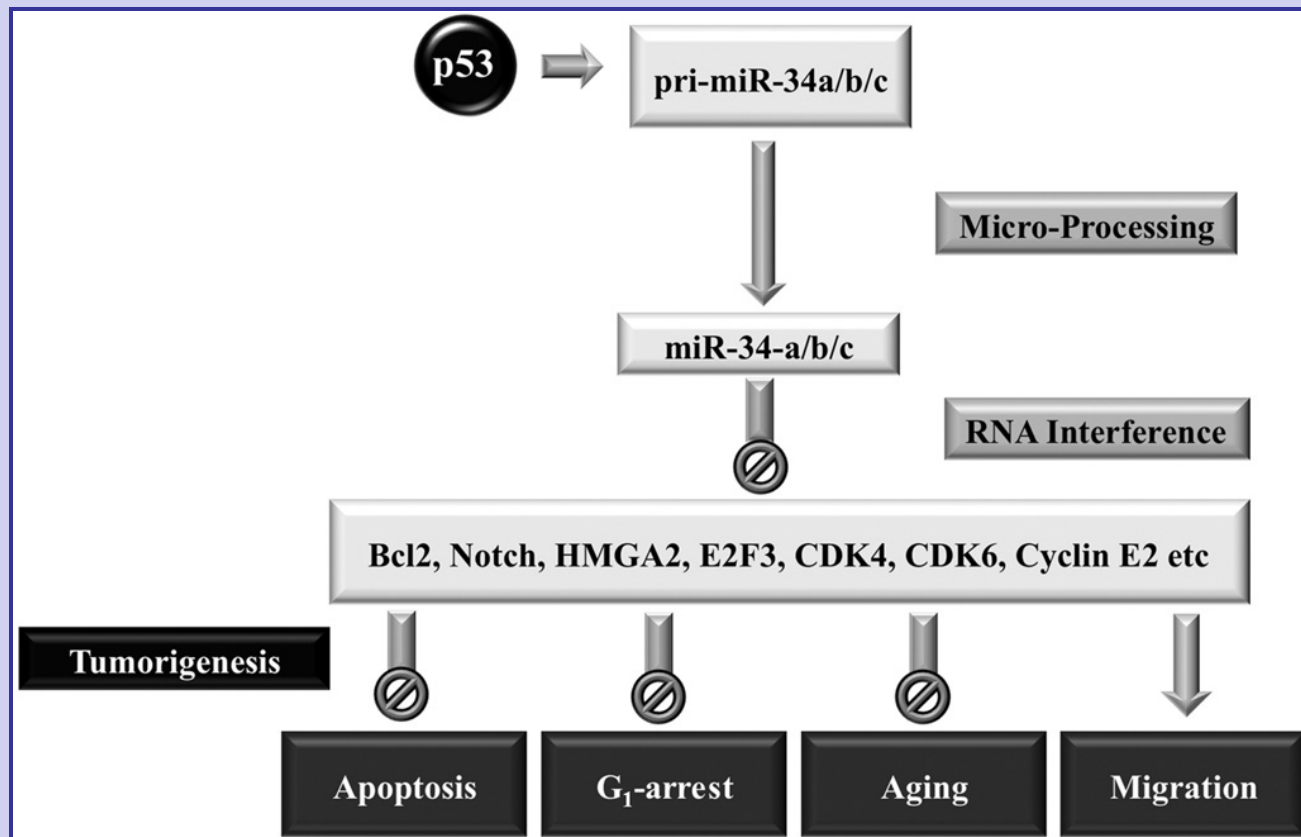 p53
pri-miR-34a/b/c
Micro-Processing
miR-34-a/b/c
RNA Interference
Bcl2, Notch, HMGA2, E2F3, CDK4, CDK6, Cyclin E2 etc
Tumorigenesis
Apoptosis
G₁-arrest
Aging
Migration